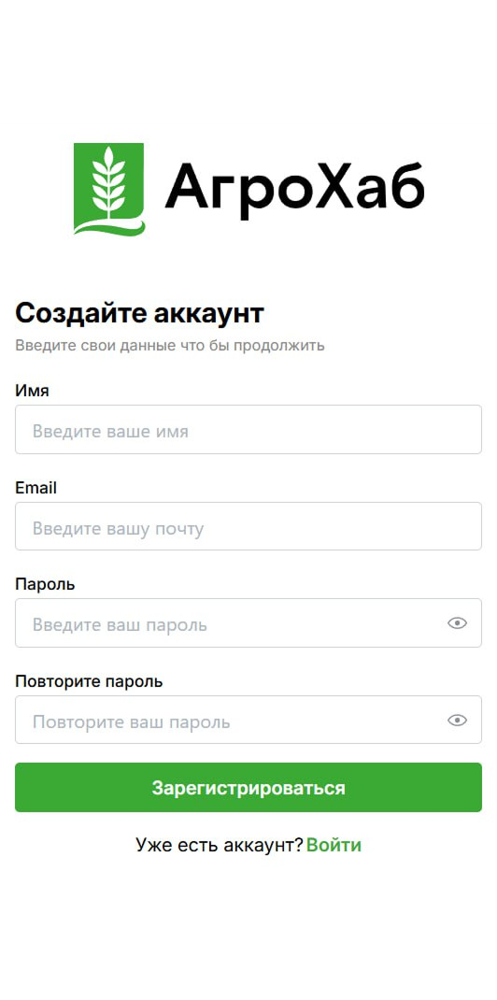 АгроХаб
Создайте аккаунт
Введите свои данные что бы продолжить
Имя
Введите ваше имя
Email
Введите вашу почту
Пароль
Введите ваш пароль
Повторите пароль
Повторите ваш пароль
Зарегистрироваться
Уже есть аккаунт? Войти